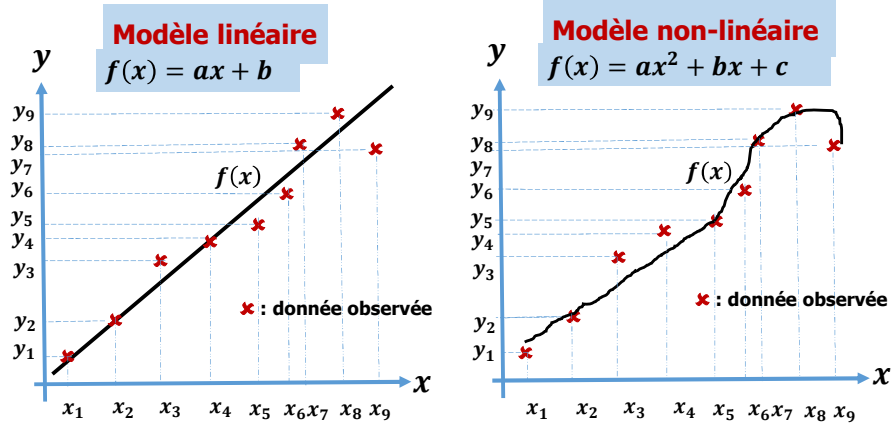 Modèle linéaire
f(x) = ax + b
y
y₉
y₈
y₇
y₆
y₅
y₄
y₃
y₂
y₁
f(x)
: donnée observée
x
x₁ x₂ x₃ x₄ x₅ x₆ x₇ x₈ x₉
Modèle non-linéaire
f(x) = ax² + bx + c
y
y₉
y₈
y₇
y₆
y₅
y₄
y₃
y₂
y₁
f(x)
: donnée observée
x
x₁ x₂ x₃ x₄ x₅ x₆ x₇ x₈ x₉